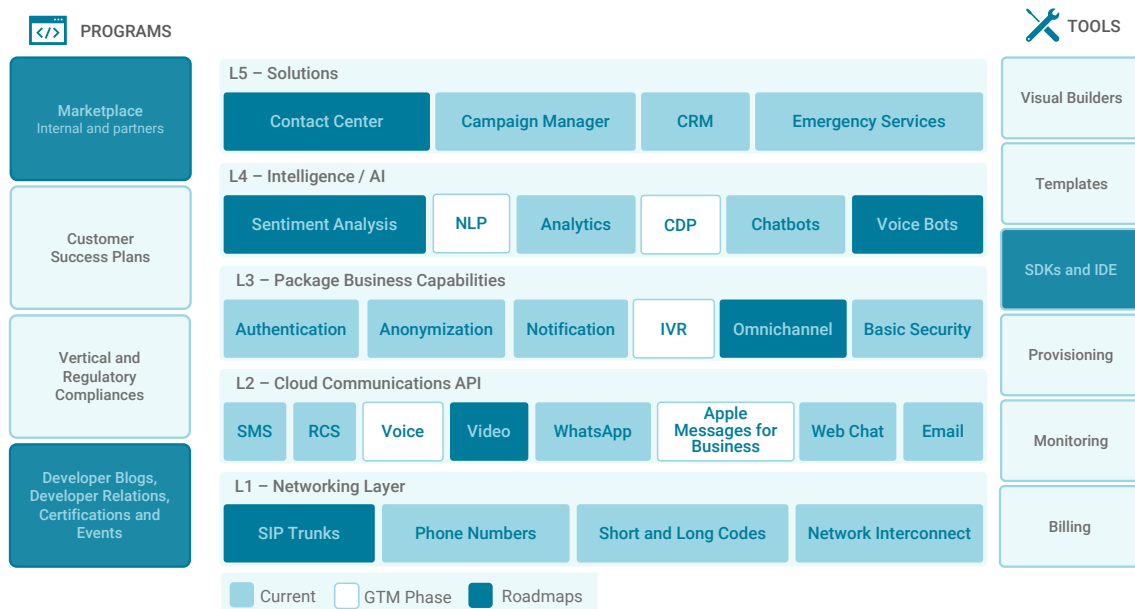 </>
PROGRAMS
TOOLS
Marketplace
Internal and partners
Customer
Success Plans
Vertical and
Regulatory
Compliances
Developer Blogs,
Developer Relations,
Certifications and
Events
L5 – Solutions
Contact Center
Campaign Manager
CRM
Emergency Services
L4 – Intelligence / AI
Sentiment Analysis
NLP
Analytics
CDP
Chatbots
Voice Bots
L3 – Package Business Capabilities
Authentication
Anonymization
Notification
IVR
Omnichannel
Basic Security
L2 – Cloud Communications API
SMS
RCS
Voice
Video
WhatsApp
Apple
Messages for
Business
Web Chat
Email
L1 – Networking Layer
SIP Trunks
Phone Numbers
Short and Long Codes
Network Interconnect
Visual Builders
Templates
SDKs and IDE
Provisioning
Monitoring
Billing
Current
GTM Phase
Roadmaps